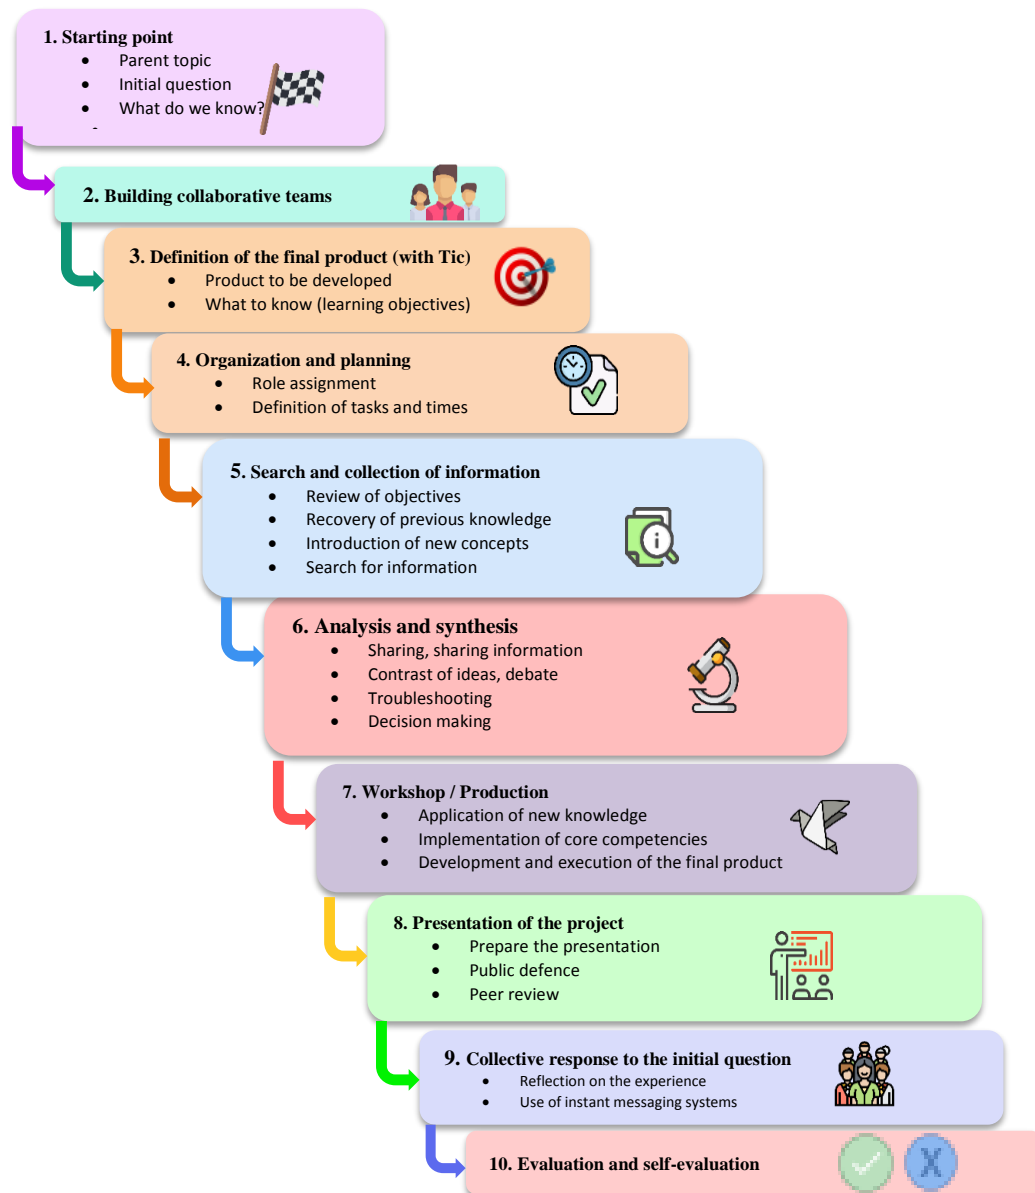 1. Starting point
• Parent topic
• Initial question
• What do we know?
-
2. Building collaborative teams
3. Definition of the final product (with Tic)
• Product to be developed
• What to know (learning objectives)
4. Organization and planning
• Role assignment
• Definition of tasks and times
5. Search and collection of information
• Review of objectives
• Recovery of previous knowledge
• Introduction of new concepts
• Search for information
i
6. Analysis and synthesis
• Sharing, sharing information
• Contrast of ideas, debate
• Troubleshooting
• Decision making
7. Workshop / Production
• Application of new knowledge
• Implementation of core competencies
• Development and execution of the final product
8. Presentation of the project
• Prepare the presentation
• Public defence
• Peer review
9. Collective response to the initial question
• Reflection on the experience
• Use of instant messaging systems
10. Evaluation and self-evaluation
X